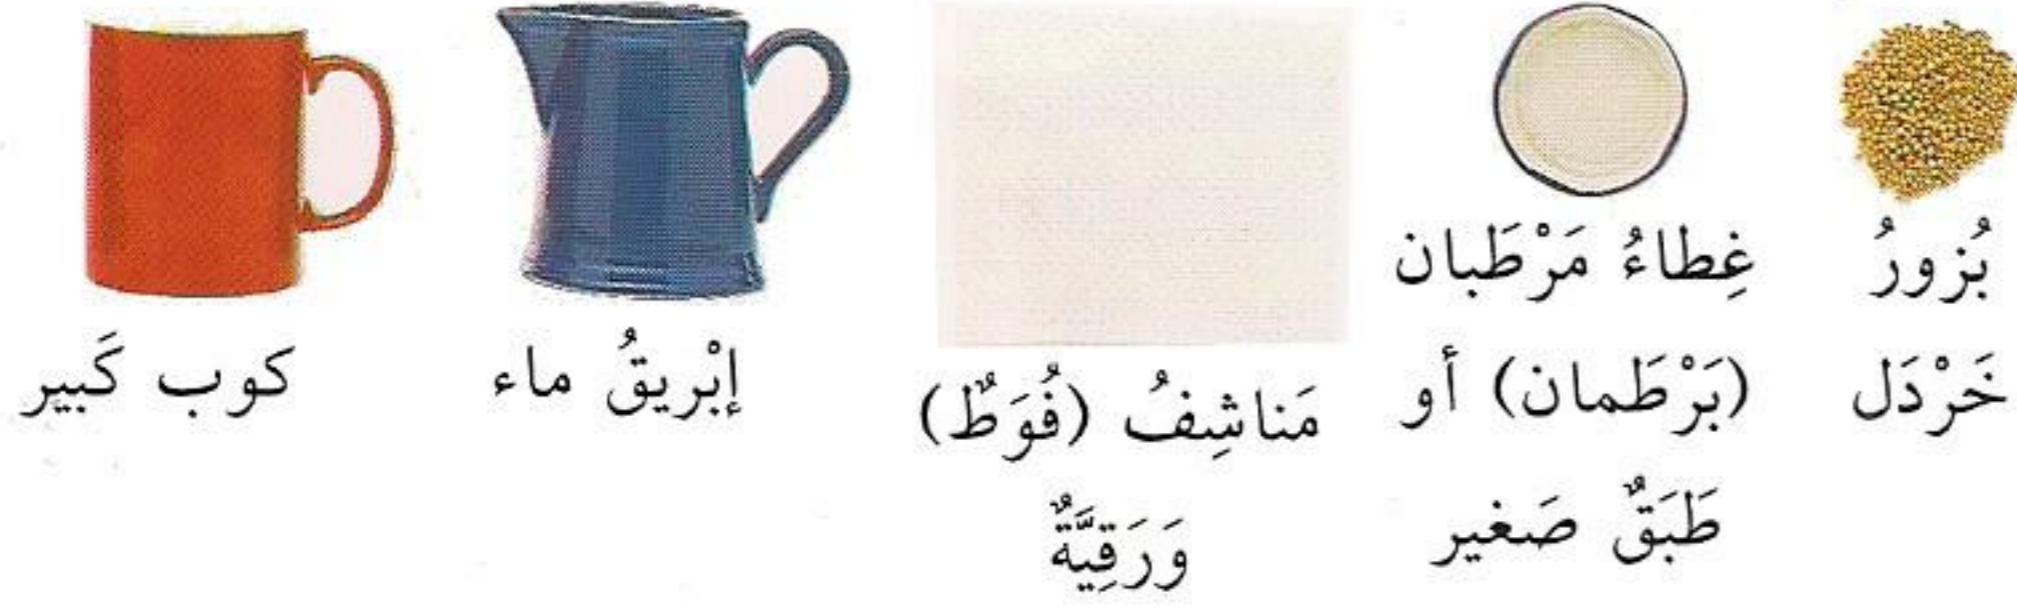 بُزورُ
خَرْدَل
غِطاءُ مَرْطَبان
(بَرْطَمان) أو
طَبَقٌ صَغير
مَناشِفُ (فُوَطٌ)
وَرَقِيَّةٌ
إبْريقُ ماء
كوب كَبير